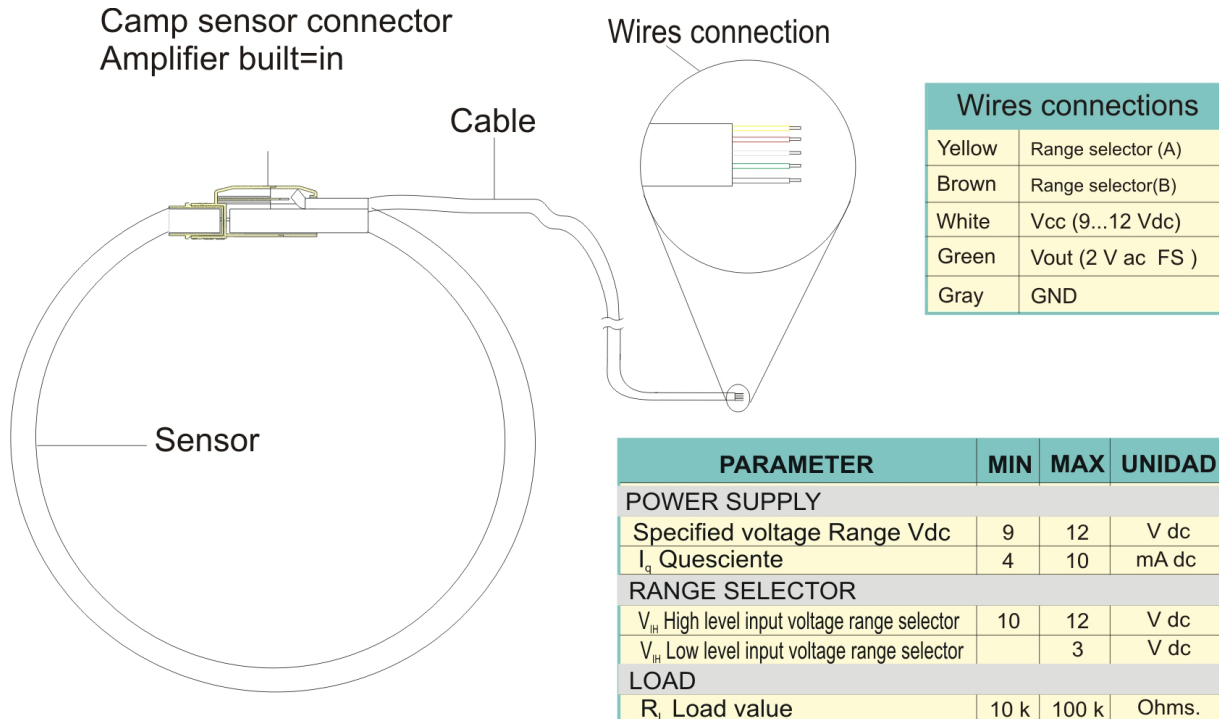 Camp sensor connector
Amplifier built=in
Wires connection
Cable
Sensor
Wires connections
Yellow Range selector (A)
Brown Range selector(B)
White Vcc (9...12 Vdc)
Green Vout (2 V ac FS )
Gray GND
PARAMETER MIN MAX UNIDAD
POWER SUPPLY
Specified voltage Range Vdc 9 12 V dc
Iq Quesciente 4 10 mA dc
RANGE SELECTOR
VIH High level input voltage range selector 10 12 V dc
VIH Low level input voltage range selector 3 V dc
LOAD
RL Load value 10 k 100 k Ohms.